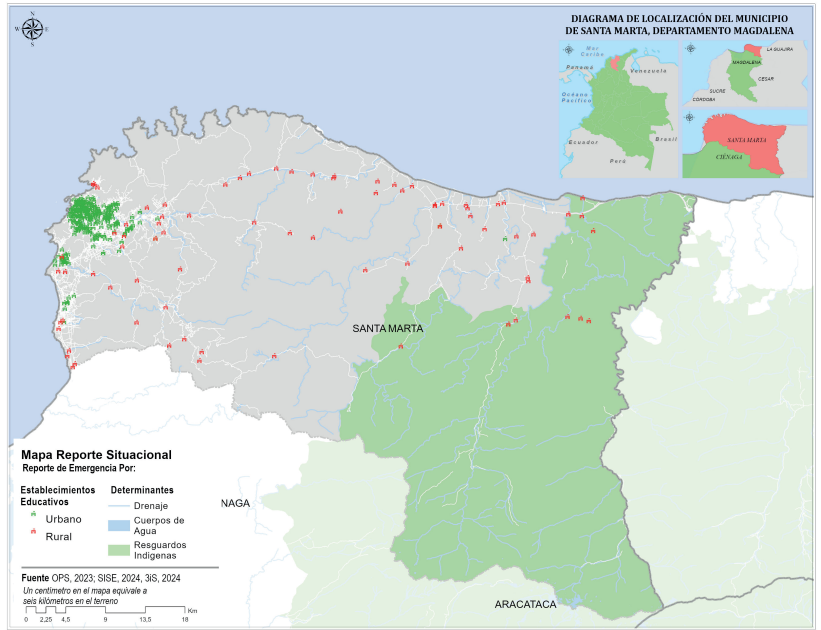 N
W
E
S
DIAGRAMA DE LOCALIZACIÓN DEL MUNICIPIO
DE SANTA MARTA, DEPARTAMENTO MAGDALENA
Mar
Caribe
Panamá
Venezuela
Océano
Pacífico
Brasil
Ecuador
Perú
LA GUAJIRA
MAGDALENA
CESAR
SUCRE
CÓRDOBA
SANTA MARTA
CIÉNAGA
SANTA MARTA
NAGA
ARACATACA
Mapa Reporte Situacional
Reporte de Emergencia Por:
Establecimientos
Educativos
Urbano
Rural
Determinantes
Drenaje
Cuerpos de
Agua
Resguardos
Indigenas
Fuente OPS, 2023; SISE, 2024, 3iS, 2024
Un centimetro en el mapa equivale a
seis kilómetros en el terreno
Km
0 2,25 4,5 9 13,5 18